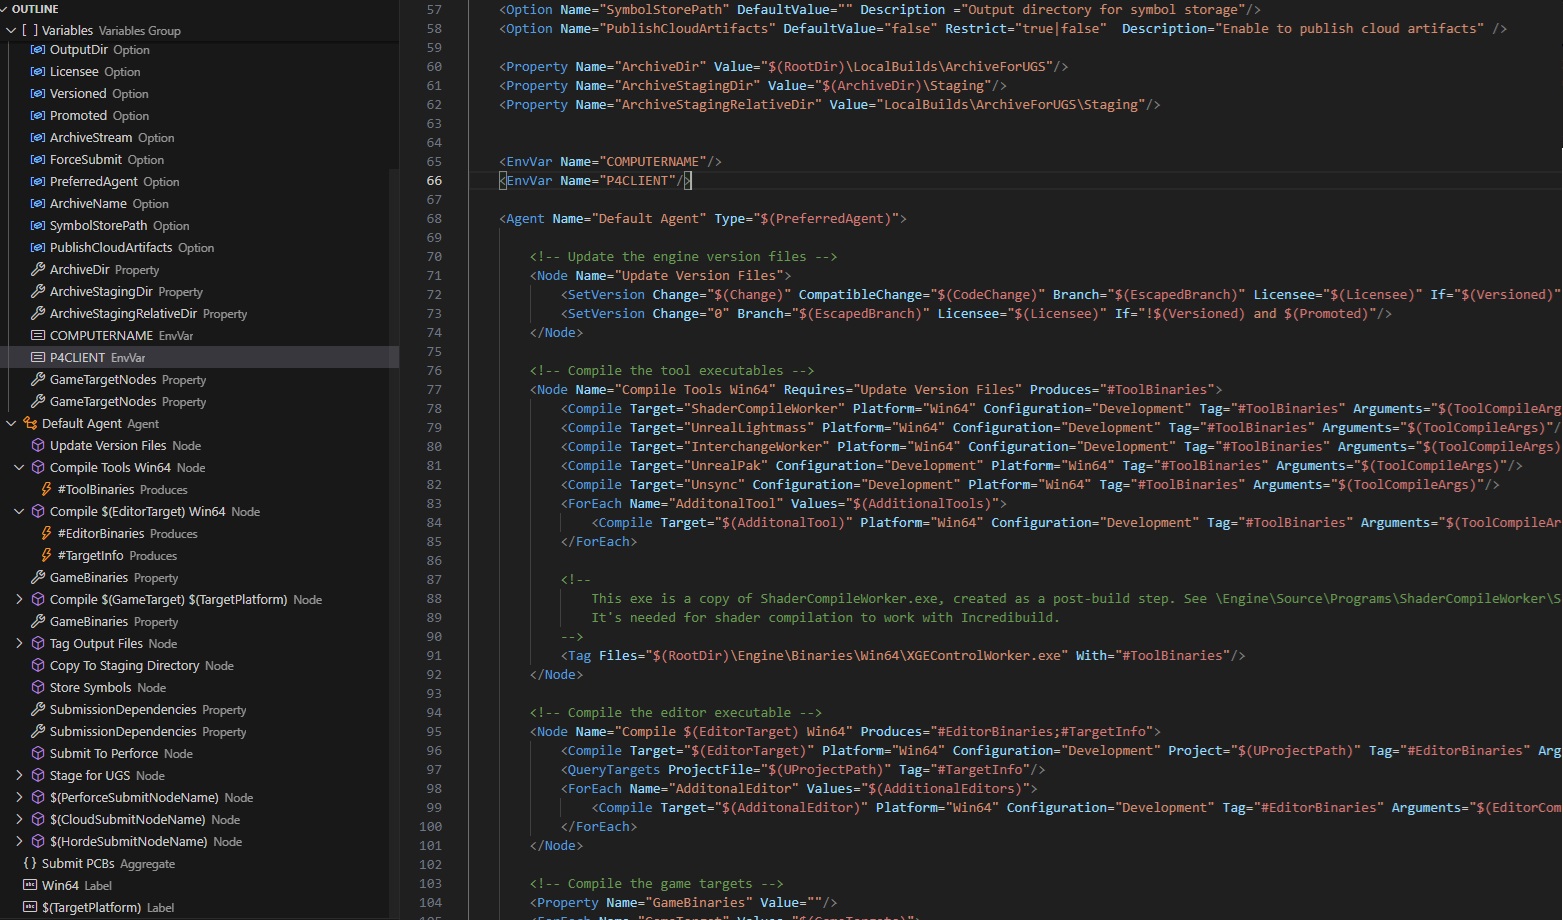 OUTLINE
[ ] Variables Variables Group
OutputDir Option
Licensee Option
Versioned Option
Promoted Option
ArchiveStream Option
ForceSubmit Option
PreferredAgent Option
ArchiveName Option
SymbolStorePath Option
PublishCloudArtifacts Option
ArchiveDir Property
ArchiveStagingDir Property
ArchiveStagingRelativeDir Property
COMPUTERNAME EnvVar
P4CLIENT EnvVar
GameTargetNodes Property
GameTargetNodes Property
Default Agent Agent
Update Version Files Node
Compile Tools Win64 Node
#ToolBinaries Produces
Compile $(EditorTarget) Win64 Node
#EditorBinaries Produces
#TargetInfo Produces
GameBinaries Property
Compile $(GameTarget) $(TargetPlatform) Node
GameBinaries Property
Tag Output Files Node
Copy To Staging Directory Node
Store Symbols Node
SubmissionDependencies Property
SubmissionDependencies Property
Submit To Perforce Node
Stage for UGS Node
$(PerforceSubmitNodeName) Node
$(CloudSubmitNodeName) Node
$(HordeSubmitNodeName) Node
{} Submit PCBs Aggregate
abc Win64 Label
abc $(TargetPlatform) Label
57 <Option Name="SymbolStorePath" DefaultValue="" Description ="Output directory for symbol storage"/>
58 <Option Name="PublishCloudArtifacts" DefaultValue="false" Restrict="true|false"  Description="Enable to publish cloud artifacts" />
59
60 <Property Name="ArchiveDir" Value="$(RootDir)\LocalBuilds\ArchiveForUGS"/>
61 <Property Name="ArchiveStagingDir" Value="$(ArchiveDir)\Staging"/>
62 <Property Name="ArchiveStagingRelativeDir" Value="LocalBuilds\ArchiveForUGS\Staging"/>
63
64
65 <EnvVar Name="COMPUTERNAME"/>
66 <EnvVar Name="P4CLIENT"/>
67
68 <Agent Name="Default Agent" Type="$(PreferredAgent)">
69
70 <!-- Update the engine version files -->
71 <Node Name="Update Version Files">
72 <SetVersion Change="$(Change)" CompatibleChange="$(CodeChange)" Branch="$(EscapedBranch)" Licensee="$(Licensee)" If="$(Versioned)"
73 <SetVersion Change="0" Branch="$(EscapedBranch)" Licensee="$(Licensee)" If="!$(Versioned) and $(Promoted)"/>
74 </Node>
75
76 <!-- Compile the tool executables -->
77 <Node Name="Compile Tools Win64" Requires="Update Version Files" Produces="#ToolBinaries">
78 <Compile Target="ShaderCompileWorker" Platform="Win64" Configuration="Development" Tag="#ToolBinaries" Arguments="$(ToolCompileArg
79 <Compile Target="UnrealLightmass" Platform="Win64" Configuration="Development" Tag="#ToolBinaries" Arguments="$(ToolCompileArgs)"/
80 <Compile Target="InterchangeWorker" Platform="Win64" Configuration="Development" Tag="#ToolBinaries" Arguments="$(ToolCompileArgs)
81 <Compile Target="UnrealPak" Configuration="Development" Platform="Win64" Tag="#ToolBinaries" Arguments="$(ToolCompileArgs)"/>
82 <Compile Target="Unsync" Configuration="Development" Platform="Win64" Tag="#ToolBinaries" Arguments="$(ToolCompileArgs)"/>
83 <ForEach Name="AdditonalTool" Values="$(AdditionalTools)">
84 <Compile Target="$(AdditonalTool)" Platform="Win64" Configuration="Development" Tag="#ToolBinaries" Arguments="$(ToolCompileAr
85 </ForEach>
86
87 <!--
88 This exe is a copy of ShaderCompileWorker.exe, created as a post-build step. See \Engine\Source\Programs\ShaderCompileWorker\S
89 It's needed for shader compilation to work with Incredibuild.
90 -->
91 <Tag Files="$(RootDir)\Engine\Binaries\Win64\XGEControlWorker.exe" With="#ToolBinaries"/>
92 </Node>
93
94 <!-- Compile the editor executable -->
95 <Node Name="Compile $(EditorTarget) Win64" Produces="#EditorBinaries;#TargetInfo">
96 <Compile Target="$(EditorTarget)" Platform="Win64" Configuration="Development" Project="$(UProjectPath)" Tag="#EditorBinaries" Arg
97 <QueryTargets ProjectFile="$(UProjectPath)" Tag="#TargetInfo"/>
98 <ForEach Name="AdditonalEditor" Values="$(AdditionalEditors)">
99 <Compile Target="$(AdditonalEditor)" Platform="Win64" Configuration="Development" Tag="#EditorBinaries" Arguments="$(EditorCom
100 </ForEach>
101 </Node>
102
103 <!-- Compile the game targets -->
104 <Property Name="GameBinaries" Value=""/>
105 <ForEach Name="GameTarget" Values="$(GameTargets)">